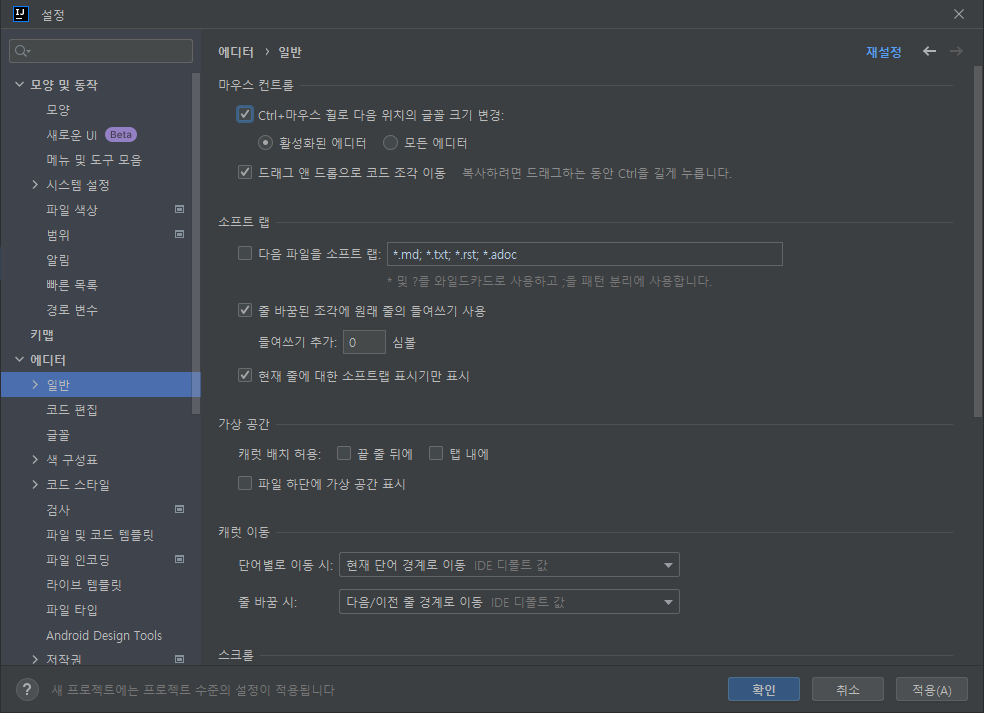 IJ 설정
모양 및 동작
모양
새로운 UI Beta
메뉴 및 도구 모음
시스템 설정
파일 색상
범위
알림
빠른 목록
경로 변수
키맵
에디터
일반
코드 편집
글꼴
색 구성표
코드 스타일
검사
파일 및 코드 템플릿
파일 인코딩
라이브 템플릿
파일 타입
Android Design Tools
저작권
에디터 › 일반 재설정
마우스 컨트롤
Ctrl+마우스 휠로 다음 위치의 글꼴 크기 변경:
활성화된 에디터 모든 에디터
드래그 앤 드롭으로 코드 조각 이동 복사하려면 드래그하는 동안 Ctrl을 길게 누릅니다.
소프트 랩
다음 파일을 소프트 랩: *.md; *.txt; *.rst; *.adoc
* 및 ?를 와일드카드로 사용하고 ;을 패턴 분리에 사용합니다.
줄 바꿈된 조각에 원래 줄의 들여쓰기 사용
들여쓰기 추가: 0 심볼
현재 줄에 대한 소프트랩 표시기만 표시
가상 공간
캐럿 배치 허용: 끝 줄 뒤에 탭 내에
파일 하단에 가상 공간 표시
캐럿 이동
단어별로 이동 시: 현재 단어 경계로 이동 IDE 디폴트 값
줄 바꿈 시: 다음/이전 줄 경계로 이동 IDE 디폴트 값
스크롤
? 새 프로젝트에는 프로젝트 수준의 설정이 적용됩니다 확인 취소 적용(A)